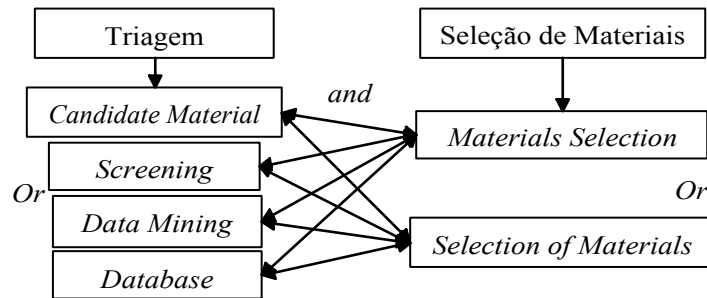 Triagem
Seleção de Materiais
Candidate Material
and
Materials Selection
Screening
Or
Or
Data Mining
Selection of Materials
Database